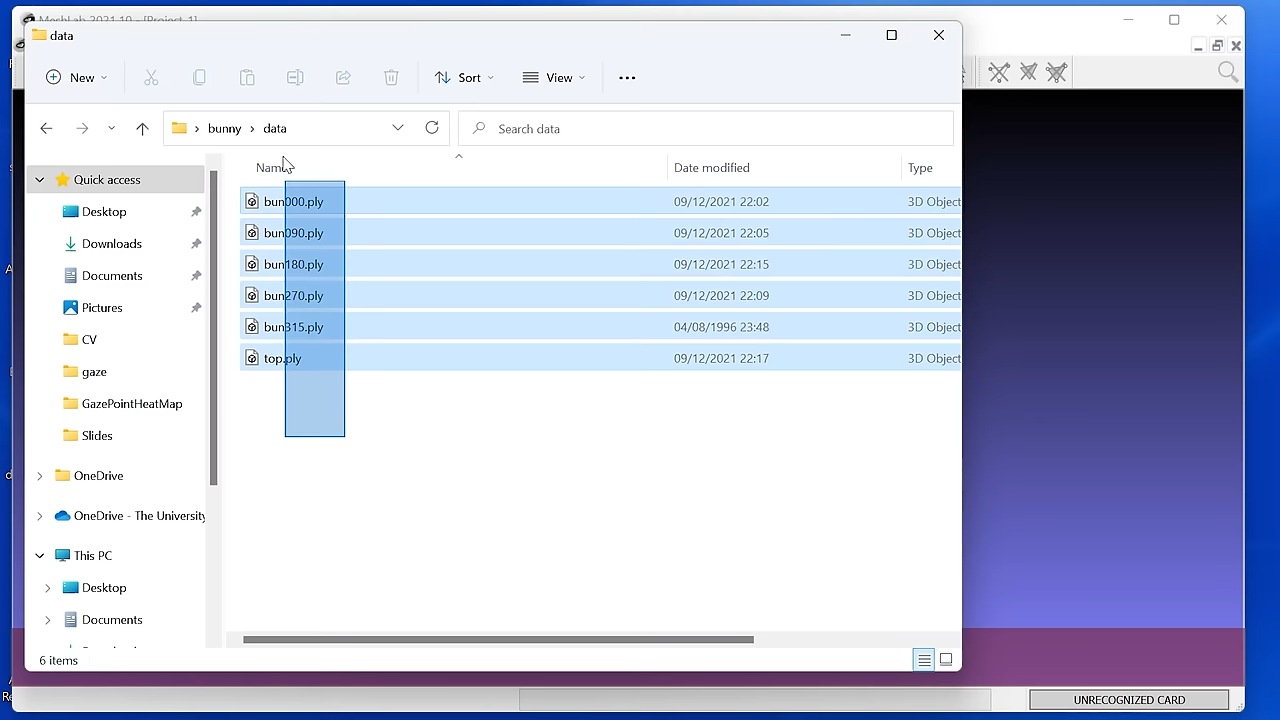 MeshLab 2021.10 - [Project_1]
data
New
Sort
View
bunny
data
Search data
Name
Date modified
Type
Quick access
bun000.ply
09/12/2021 22:02
3D Object
Desktop
bun090.ply
09/12/2021 22:05
3D Object
Downloads
bun180.ply
09/12/2021 22:15
3D Object
Documents
bun270.ply
09/12/2021 22:09
3D Object
Pictures
bun315.ply
04/08/1996 23:48
3D Object
CV
top.ply
09/12/2021 22:17
3D Object
gaze
GazePointHeatMap
Slides
OneDrive
OneDrive - The University
This PC
Desktop
Documents
6 items
UNRECOGNIZED CARD